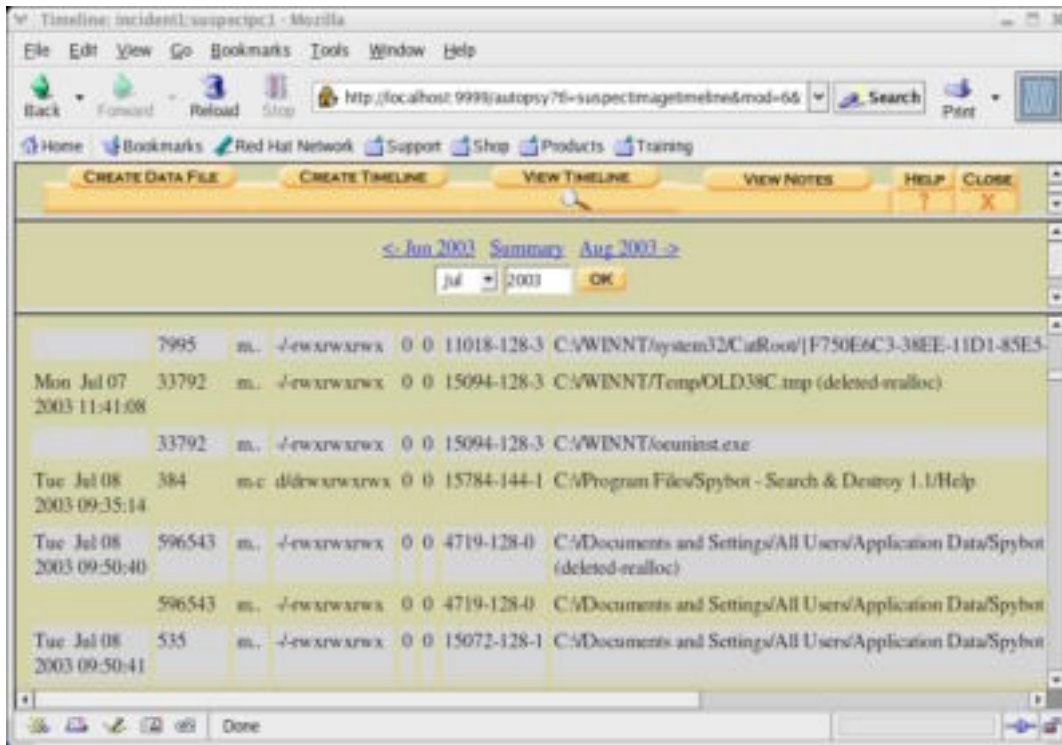 Timeline: incident1:suspectpc1 - Mozilla
File Edit View Go Bookmarks Tools Window Help
Back Forward Reload Stop http://localhost:9999/autopsy?tl=suspectimagetimeline&mod=6& Search Print
Home Bookmarks Red Hat Network Support Shop Products Training
CREATE DATA FILE CREATE TIMELINE VIEW TIMELINE VIEW NOTES HELP CLOSE
? X
<- Jun 2003 Summary Aug 2003 ->
Jul 2003 OK
7995 m.. -/-rwxrwxrwx 0 0 11018-128-3 C:\/WINNT/system32/CatRoot/{F750E6C3-38EE-11D1-85E5-
Mon Jul 07 33792 m.. -/-rwxrwxrwx 0 0 15094-128-3 C:\/WINNT/Temp/OLD38C.tmp (deleted-realloc)
2003 11:41:08
33792 m.. -/-rwxrwxrwx 0 0 15094-128-3 C:\/WINNT/ocuninst.exe
Tue Jul 08 384 m.c d/drwxrwxrwx 0 0 15784-144-1 C:\/Program Files/Spybot - Search & Destroy 1.1/Help
2003 09:35:14
Tue Jul 08 596543 m.. -/-rwxrwxrwx 0 0 4719-128-0 C:\/Documents and Settings/All Users/Application Data/Spybot
2003 09:50:40 (deleted-realloc)
596543 m.. -/-rwxrwxrwx 0 0 4719-128-0 C:\/Documents and Settings/All Users/Application Data/Spybot
Tue Jul 08 535 m.. -/-rwxrwxrwx 0 0 15072-128-1 C:\/Documents and Settings/All Users/Application Data/Spybot
2003 09:50:41
Done